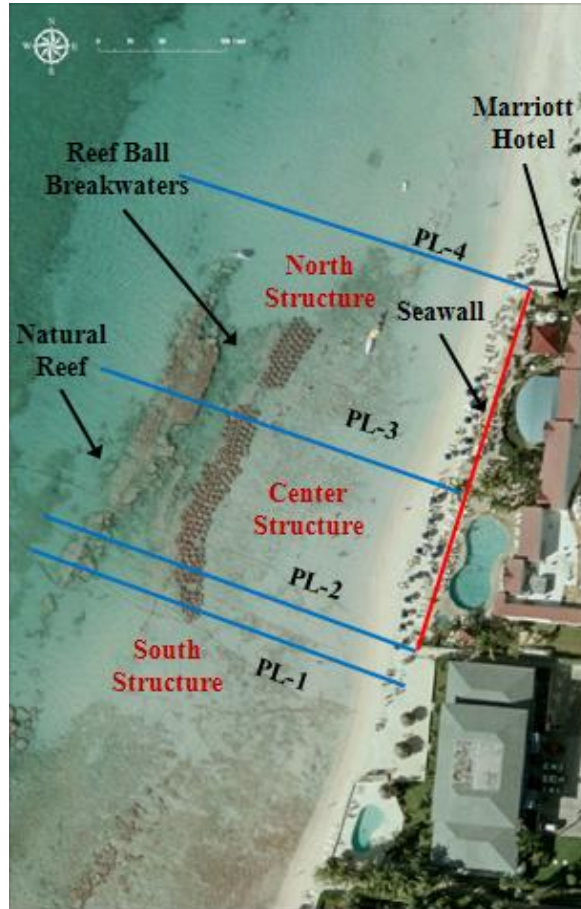 N
W
E
S
Marriott
Hotel
Reef Ball
Breakwaters
PL-4
North
Structure
Seawall
Natural
Reef
PL-3
Center
Structure
PL-2
South
Structure
PL-1